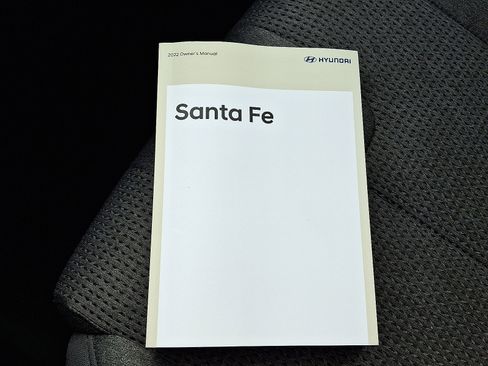 2022 Owner's Manual
HYUNDAI
Santa Fe